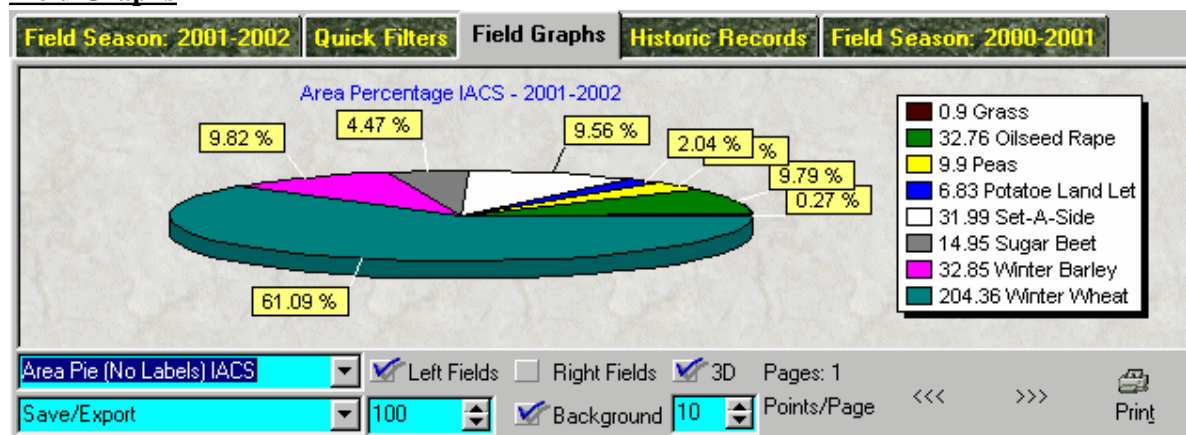 Field Season: 2001-2002 Quick Filters Field Graphs Historic Records Field Season: 2000-2001
Area Percentage IACS - 2001-2002
9.82 %
4.47 %
9.56 %
2.04 %
%
9.79 %
0.27 %
61.09 %
0.9 Grass
32.76 Oilseed Rape
9.9 Peas
6.83 Potatoe Land Let
31.99 Set-A-Side
14.95 Sugar Beet
32.85 Winter Barley
204.36 Winter Wheat
Area Pie (No Labels) IACS Left Fields Right Fields 3D Pages: 1
Save/Export 100 Background 10 Points/Page <<< >>> Print